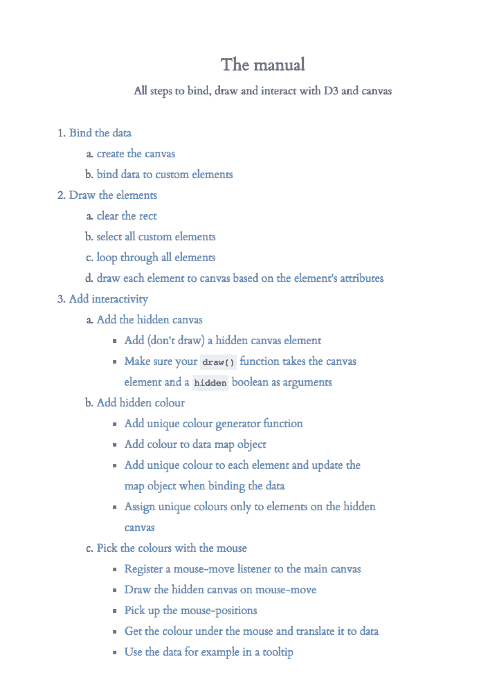 The manual
All steps to bind, draw and interact with D3 and canvas
1. Bind the data
a. create the canvas
b. bind data to custom elements
2. Draw the elements
a. clear the rect
b. select all custom elements
c. loop through all elements
d. draw each element to canvas based on the element's attributes
3. Add interactivity
a. Add the hidden canvas
▪ Add (don't draw) a hidden canvas element
▪ Make sure your draw() function takes the canvas
element and a hidden boolean as arguments
b. Add hidden colour
▪ Add unique colour generator function
▪ Add colour to data map object
▪ Add unique colour to each element and update the
map object when binding the data
▪ Assign unique colours only to elements on the hidden
canvas
c. Pick the colours with the mouse
▪ Register a mouse-move listener to the main canvas
▪ Draw the hidden canvas on mouse-move
▪ Pick up the mouse-positions
▪ Get the colour under the mouse and translate it to data
▪ Use the data for example in a tooltip